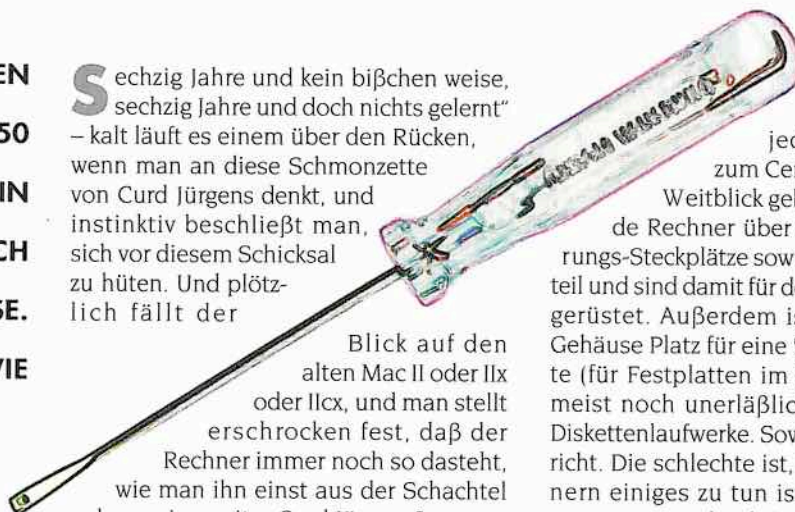 EN
50
IN
CH
SE.
VIE
Sechzig Jahre und kein bißchen weise,
sechzig Jahre und doch nichts gelernt“
– kalt läuft es einem über den Rücken,
wenn man an diese Schmonzette
von Curd Jürgens denkt, und
instinktiv beschließt man,
sich vor diesem Schicksal
zu hüten. Und plötz-
lich fällt der
Blick auf den
alten Mac II oder IIx
oder IIcx, und man stellt
erschrocken fest, daß der
Rechner immer noch so dasteht,
wie man ihn einst aus der Schachtel
jed
zum Cen
Weitblick gel
de Rechner über
rungs-Steckplätze sow
teil und sind damit für d
gerüstet. Außerdem is
Gehäuse Platz für eine
te (für Festplatten im
meist noch unerläßlic
Diskettenlaufwerke. Sow
richt. Die schlechte ist,
nern einiges zu tun is